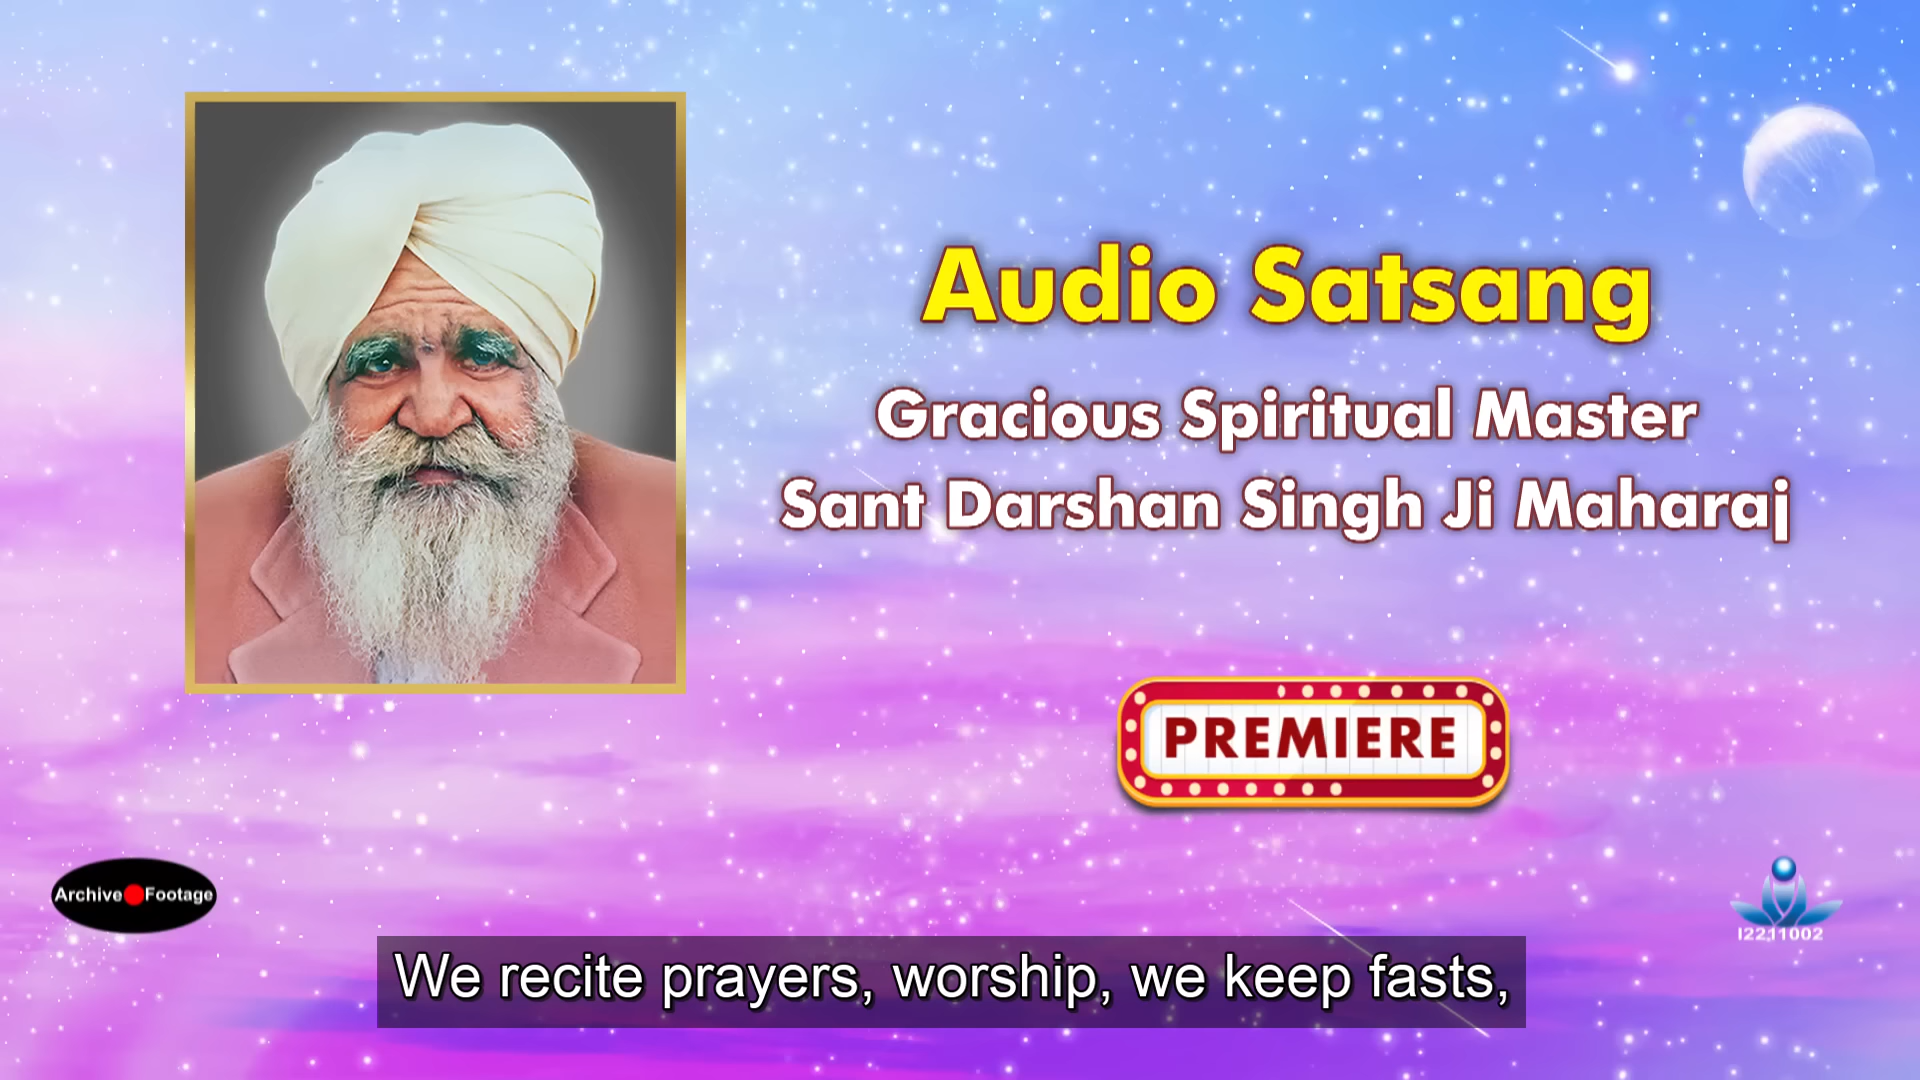 Audio Satsang
Gracious Spiritual Master
Sant Darshan Singh Ji Maharaj
PREMIERE
Archive Footage
I2211002
We recite prayers, worship, we keep fasts,